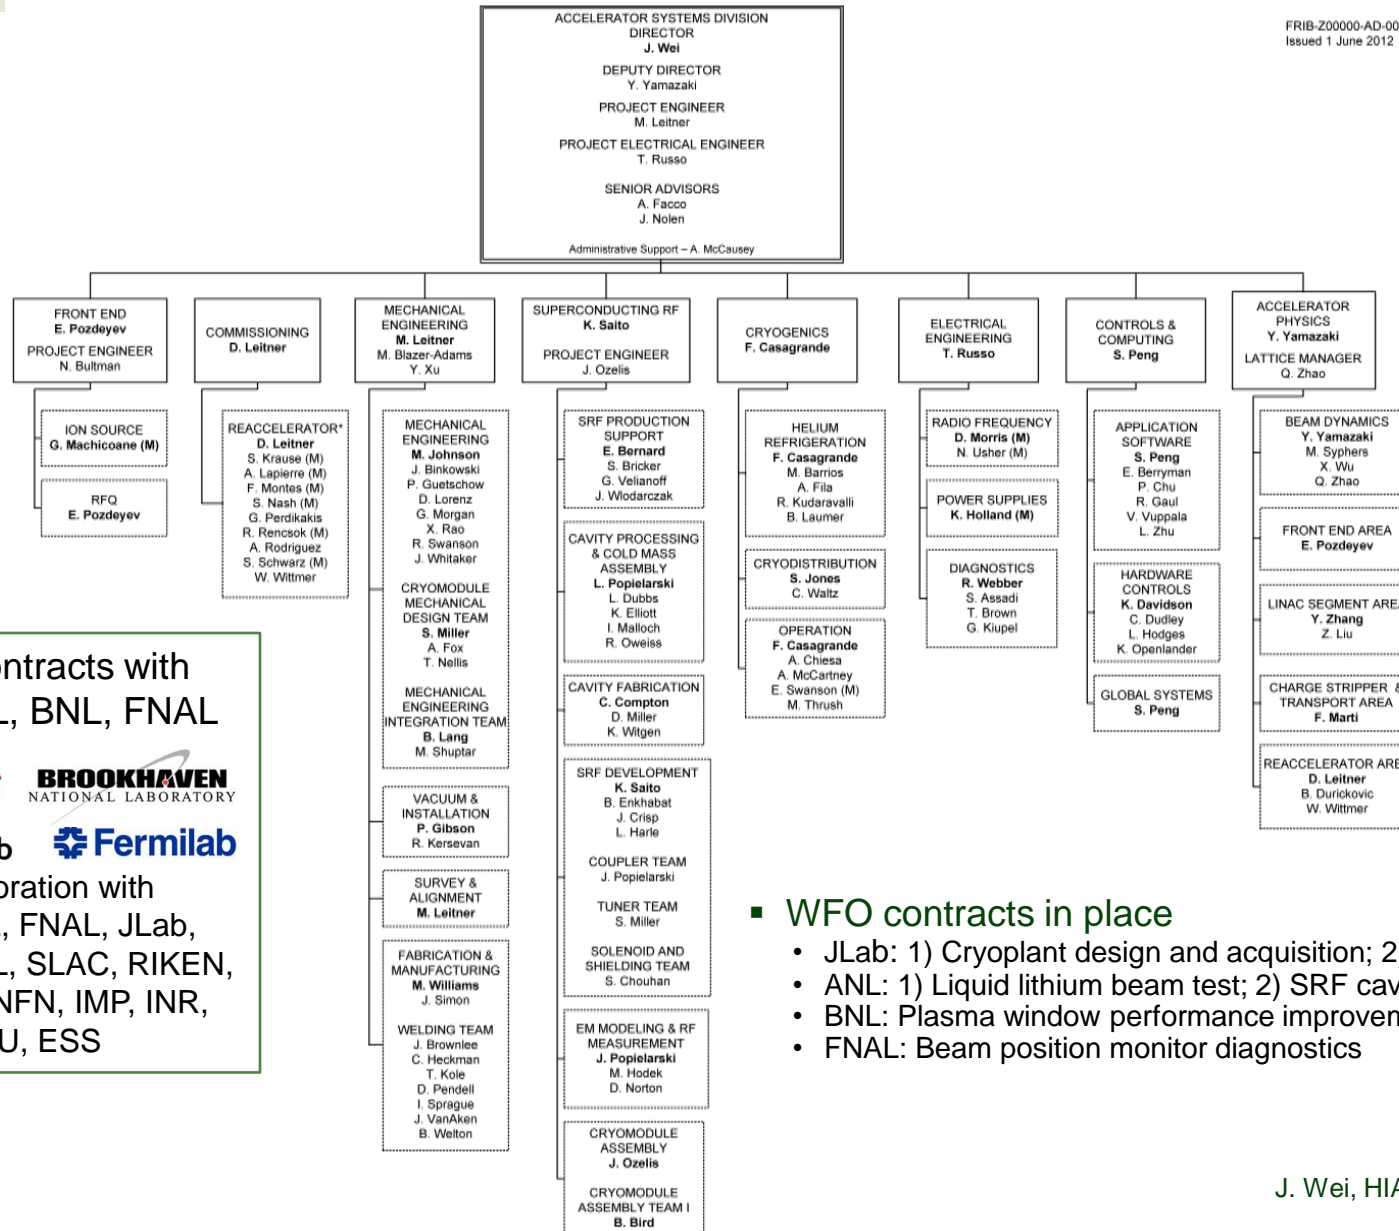 ACCELERATOR SYSTEMS DIVISION
DIRECTOR
J. Wei
DEPUTY DIRECTOR
Y. Yamazaki
PROJECT ENGINEER
M. Leitner
PROJECT ELECTRICAL ENGINEER
T. Russo
SENIOR ADVISORS
A. Facco
J. Nolen
Administrative Support – A. McCausey
FRIB-Z00000-AD-00
Issued 1 June 2012
FRONT END
E. Pozdeyev
PROJECT ENGINEER
N. Bultman
ION SOURCE
G. Machicoane (M)
RFQ
E. Pozdeyev
COMMISSIONING
D. Leitner
REACCELERATOR*
D. Leitner
S. Krause (M)
A. Lapierre (M)
F. Montes (M)
S. Nash (M)
G. Perdikakis
R. Rencsok (M)
A. Rodriguez
S. Schwarz (M)
W. Wittmer
MECHANICAL
ENGINEERING
M. Leitner
M. Blazer-Adams
Y. Xu
MECHANICAL
ENGINEERING
M. Johnson
J. Binkowski
P. Guetschow
D. Lorenz
G. Morgan
X. Rao
R. Swanson
J. Whitaker
CRYOMODULE
MECHANICAL
DESIGN TEAM
S. Miller
A. Fox
T. Nellis
MECHANICAL
ENGINEERING
INTEGRATION TEAM
B. Lang
M. Shuptar
VACUUM &
INSTALLATION
P. Gibson
R. Kersevan
SURVEY &
ALIGNMENT
M. Leitner
FABRICATION &
MANUFACTURING
M. Williams
J. Simon
WELDING TEAM
J. Brownlee
C. Heckman
T. Kole
D. Pendell
I. Sprague
J. VanAken
B. Welton
SUPERCONDUCTING RF
K. Saito
PROJECT ENGINEER
J. Ozelis
SRF PRODUCTION
SUPPORT
E. Bernard
S. Bricker
G. Velianoff
J. Wlodarczak
CAVITY PROCESSING
& COLD MASS
ASSEMBLY
L. Popielarski
L. Dubbs
K. Elliott
I. Malloch
R. Oweiss
CAVITY FABRICATION
C. Compton
D. Miller
K. Witgen
SRF DEVELOPMENT
K. Saito
B. Enkhabat
J. Crisp
L. Harle
COUPLER TEAM
J. Popielarski
TUNER TEAM
S. Miller
SOLENOID AND
SHIELDING TEAM
S. Chouhan
EM MODELING & RF
MEASUREMENT
J. Popielarski
M. Hodek
D. Norton
CRYOMODULE
ASSEMBLY
J. Ozelis
CRYOMODULE
ASSEMBLY TEAM I
B. Bird
CRYOGENICS
F. Casagrande
HELIUM
REFRIGERATION
F. Casagrande
M. Barrios
A. Fila
R. Kudaravalli
B. Laumer
CRYODISTRIBUTION
S. Jones
C. Waltz
OPERATION
F. Casagrande
A. Chiesa
A. McCartney
E. Swanson (M)
M. Thrush
ELECTRICAL
ENGINEERING
T. Russo
RADIO FREQUENCY
D. Morris (M)
N. Usher (M)
POWER SUPPLIES
K. Holland (M)
DIAGNOSTICS
R. Webber
S. Assadi
T. Brown
G. Kiupel
CONTROLS &
COMPUTING
S. Peng
APPLICATION
SOFTWARE
S. Peng
E. Berryman
P. Chu
R. Gaul
V. Vuppala
L. Zhu
HARDWARE
CONTROLS
K. Davidson
C. Dudley
L. Hodges
K. Openlander
GLOBAL SYSTEMS
S. Peng
ACCELERATOR
PHYSICS
Y. Yamazaki
LATTICE MANAGER
Q. Zhao
BEAM DYNAMICS
Y. Yamazaki
M. Syphers
X. Wu
Q. Zhao
FRONT END AREA
E. Pozdeyev
LINAC SEGMENT AREA
Y. Zhang
Z. Liu
CHARGE STRIPPER &
TRANSPORT AREA
F. Marti
REACCELERATOR ARE
D. Leitner
B. Durickovic
W. Wittmer
ontracts with
L, BNL, FNAL
BROOKHAVEN
NATIONAL LABORATORY
b
Fermilab
oration with
, FNAL, JLab,
L, SLAC, RIKEN,
NFN, IMP, INR,
U, ESS
▪ WFO contracts in place
• JLab: 1) Cryoplant design and acquisition; 2
• ANL: 1) Liquid lithium beam test; 2) SRF cav
• BNL: Plasma window performance improvem
• FNAL: Beam position monitor diagnostics
J. Wei, HIA